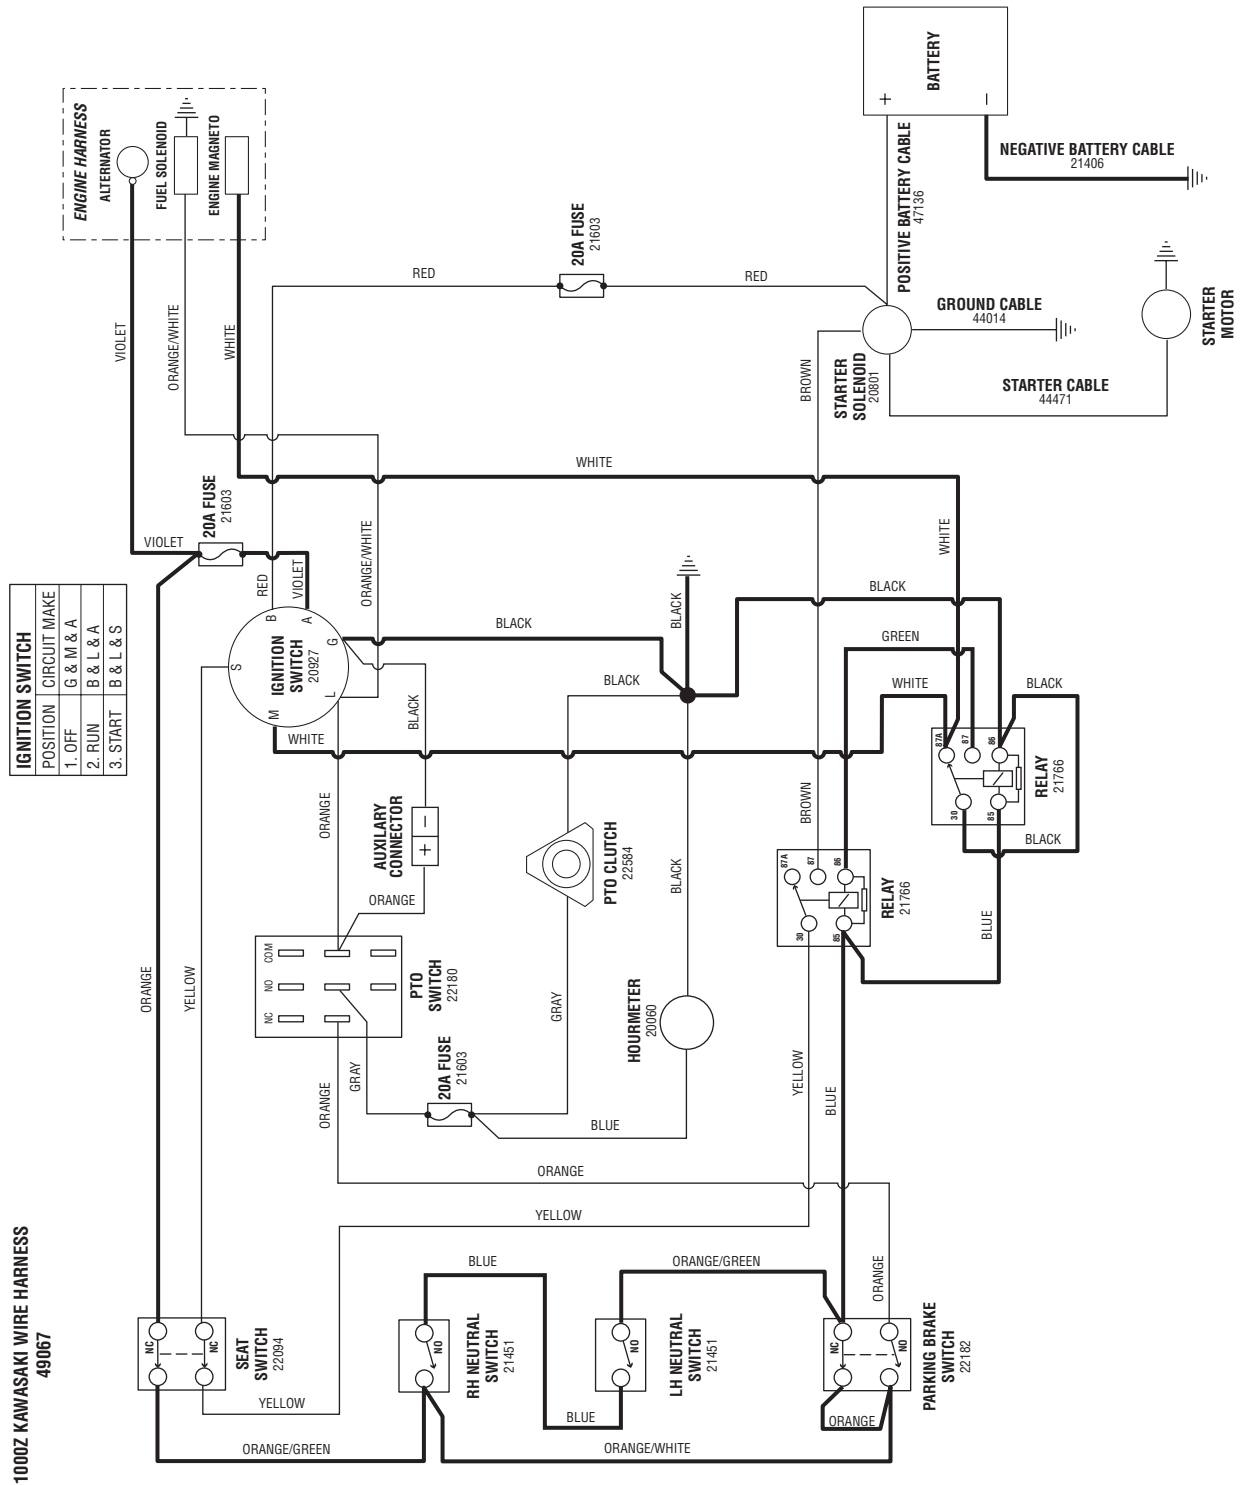 1000Z KAWASAKI WIRE HARNESS
49067
IGNITION SWITCH
POSITION CIRCUIT MAKE
1. OFF G & M & A
2. RUN B & L & A
3. START B & L & S
ENGINE HARNESS
ALTERNATOR
FUEL SOLENOID
ENGINE MAGNETO
BATTERY
+
−
NEGATIVE BATTERY CABLE
21406
POSITIVE BATTERY CABLE
47136
20A FUSE
21603
RED
RED
GROUND CABLE
44014
STARTER
MOTOR
STARTER
SOLENOID
20801
STARTER CABLE
44471
BROWN
VIOLET
ORANGE/WHITE
WHITE
WHITE
20A FUSE
21603
VIOLET
RED
VIOLET
ORANGE/WHITE
WHITE
BLACK
BLACK
BLACK
GREEN
BLACK
WHITE
BLACK
IGNITION
SWITCH
20927
B
A
G
L
M
S
WHITE
BLACK
87A
87
86
30
85
RELAY
21766
BLACK
ORANGE
AUXILARY
CONNECTOR
−
+
ORANGE
PTO CLUTCH
22584
BLACK
BROWN
87A
87
86
30
85
RELAY
21766
BLUE
ORANGE
YELLOW
COM
NO
NC
PTO
SWITCH
22180
GRAY
HOURMETER
20060
ORANGE
GRAY
20A FUSE
21603
BLUE
YELLOW
BLUE
ORANGE
YELLOW
BLUE
ORANGE/GREEN
ORANGE
NC
NC
SEAT
SWITCH
22094
NO
RH NEUTRAL
SWITCH
21451
NO
LH NEUTRAL
SWITCH
21451
NC
NO
PARKING BRAKE
SWITCH
22182
YELLOW
BLUE
ORANGE
ORANGE/GREEN
ORANGE/WHITE